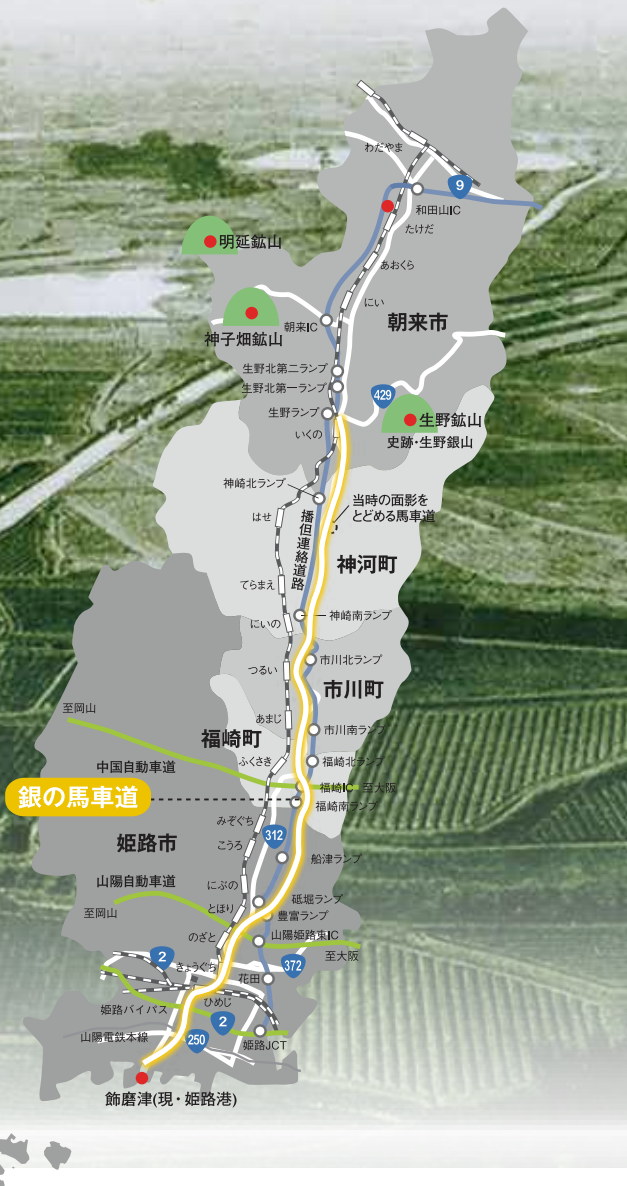 わだやま
9
和田山IC
たけだ
明延鉱山
あおくら
にい
神子畑鉱山
朝来IC
朝来市
生野北第二ランプ
生野北第一ランプ
429
生野ランプ
生野鉱山
いくの
史跡・生野銀山
神崎北ランプ
当時の面影を
とどめる馬車道
はせ
播但連絡道路
神河町
てらまえ
にいの
神崎南ランプ
つるい
市川北ランプ
市川町
至岡山
あまじ
市川南ランプ
福崎町
ふくさき
福崎北ランプ
中国自動車道
福崎IC
至大阪
銀の馬車道
福崎南ランプ
みぞぐち
312
姫路市
こうろ
船津ランプ
山陽自動車道
にぶの
砥堀ランプ
至岡山
とほり
豊富ランプ
のざと
山陽姫路東IC
2
至大阪
きょうぐち
372
花田
ひめじ
姫路バイパス
2
山陽電鉄本線
250
姫路JCT
飾磨津(現・姫路港)